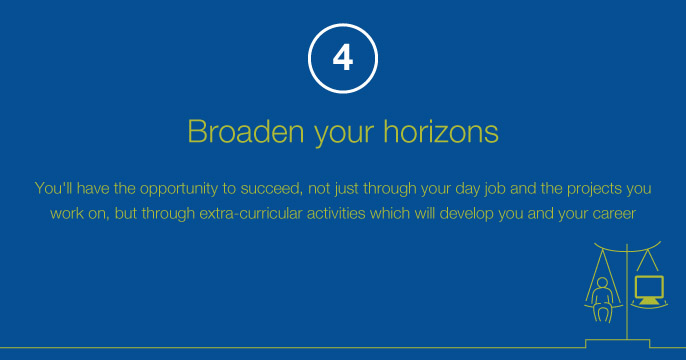 4
Broaden your horizons
You'll have the opportunity to succeed, not just through your day job and the projects you
work on, but through extra-curricular activities which will develop you and your career